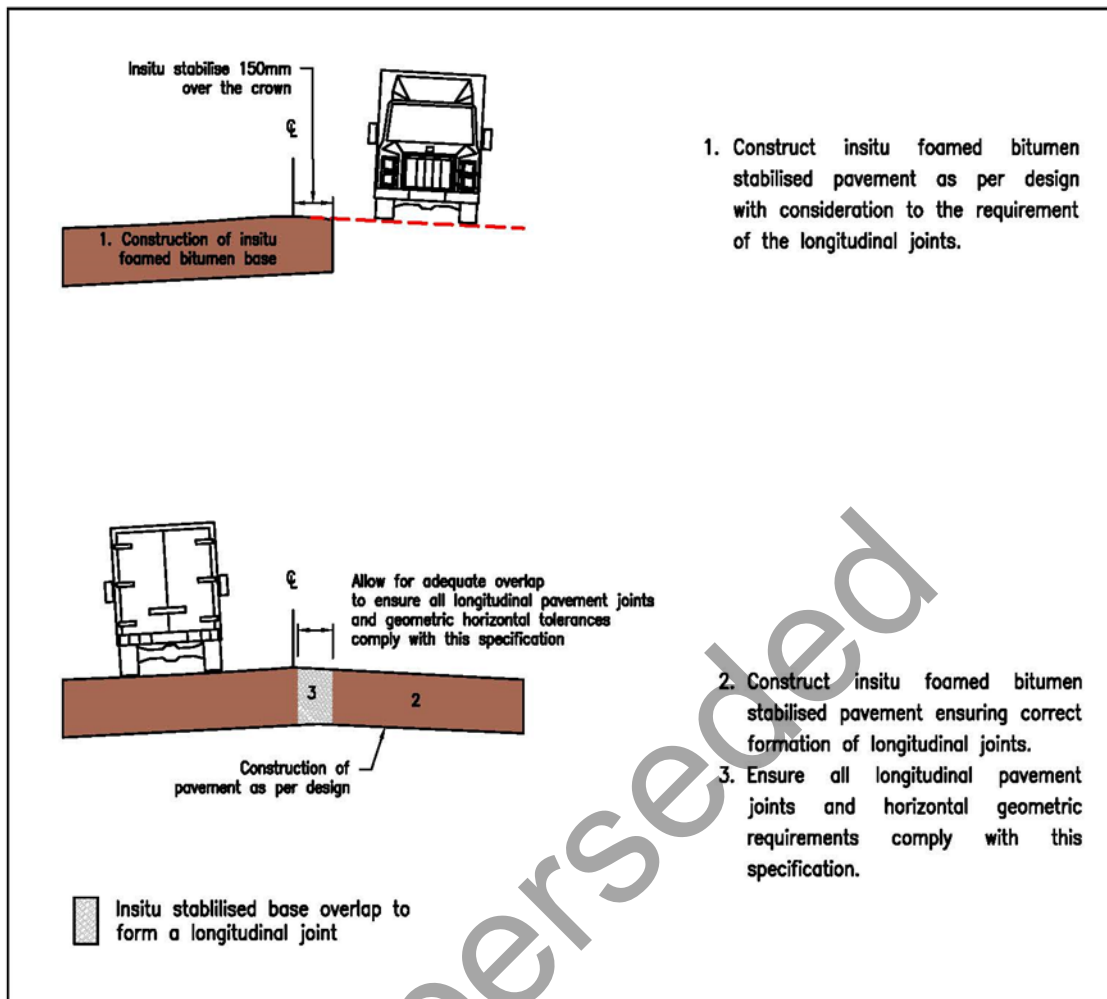 Insitu stabilise 150mm
over the crown
℄
1. Construction of insitu
foamed bitumen base
1. Construct insitu foamed bitumen
stabilised pavement as per design
with consideration to the requirement
of the longitudinal joints.
℄
Allow for adequate overlap
to ensure all longitudinal pavement joints
and geometric horizontal tolerances
comply with this specification
3
2
Construction of
pavement as per design
2. Construct insitu foamed bitumen
stabilised pavement ensuring correct
formation of longitudinal joints.
3. Ensure all longitudinal pavement
joints and horizontal geometric
requirements comply with this
specification.
Insitu stablilised base overlap to
form a longitudinal joint